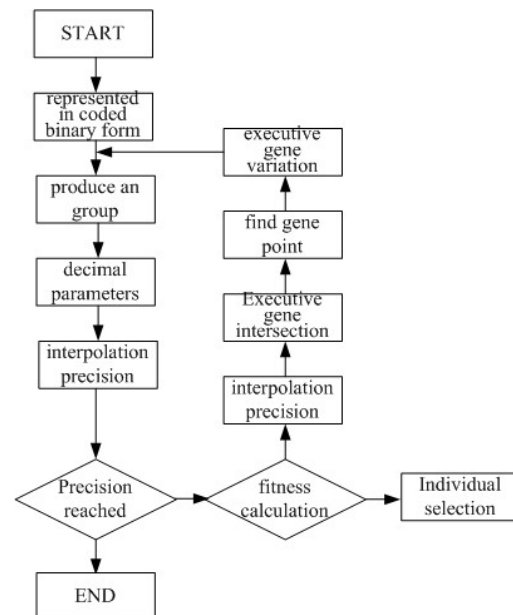 START
represented
in coded
binary form
produce an
group
decimal
parameters
interpolation
precision
Precision
reached
END
executive
gene
variation
find gene
point
Executive
gene
intersection
interpolation
precision
fitness
calculation
Individual
selection